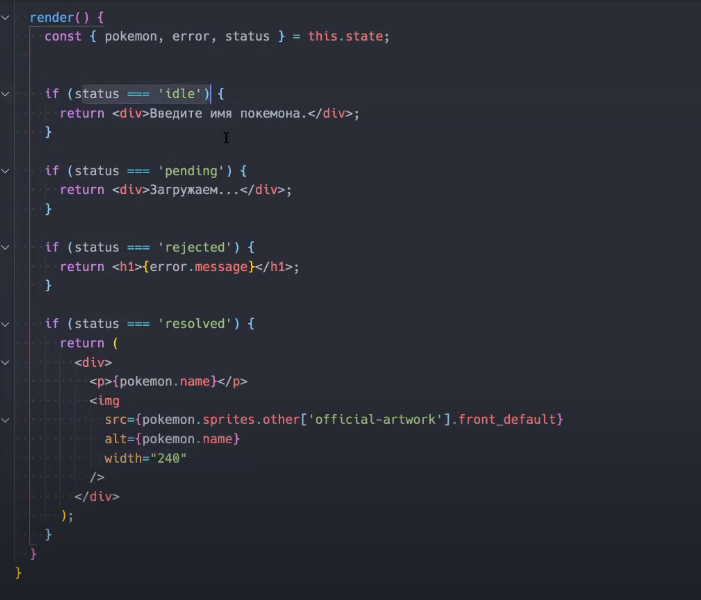 render() {
const { pokemon, error, status } = this.state;
if (status === 'idle') {
return <div>Введите имя покемона.</div>;
}
if (status === 'pending') {
return <div>Загружаем...</div>;
}
if (status === 'rejected') {
return <h1>{error.message}</h1>;
}
if (status === 'resolved') {
return (
<div>
<p>{pokemon.name}</p>
<img
src={pokemon.sprites.other['official-artwork'].front_default}
alt={pokemon.name}
width="240"
/>
</div>
);
}
}
}